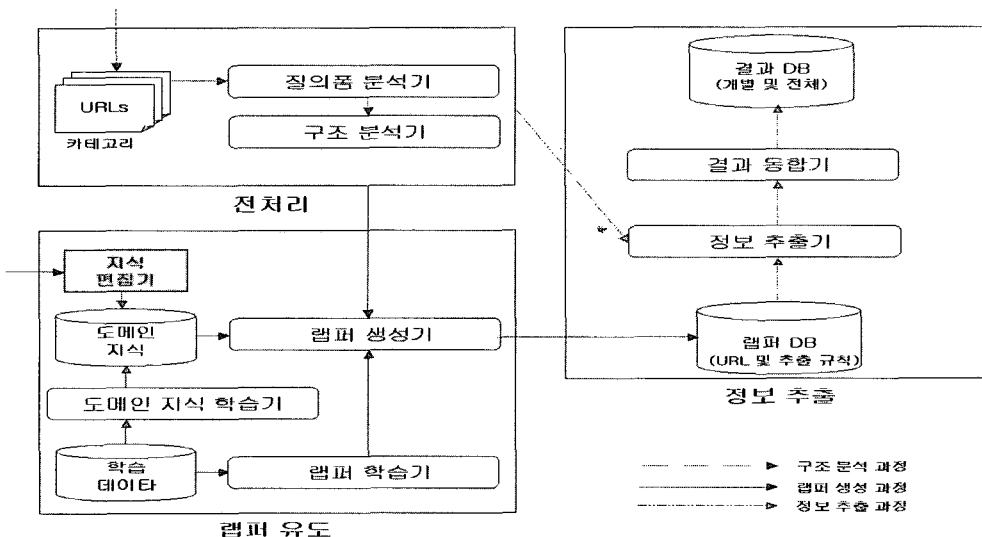 URLs
카테고리
질의폼 분석기
구조 분석기
전처리
결과 DB
(개별 및 전체)
결과 통합기
정보 추출기
랩퍼 DB
(URL 및 추출 규칙)
정보 추출
지식
편집기
도메인
지식
랩퍼 생성기
도메인 지식 학습기
학습
데이타
랩퍼 학습기
랩퍼 유도
구조 분석 과정
랩퍼 생성 과정
정보 추출 과정